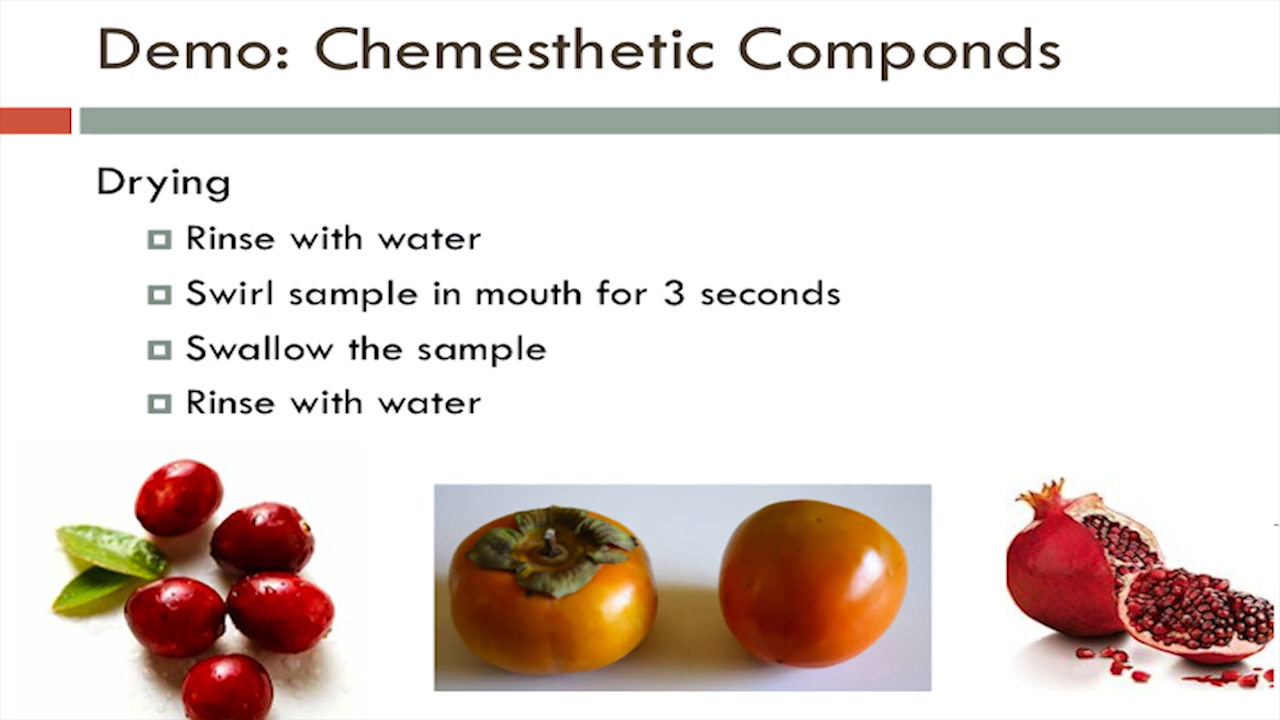 Demo: Chemesthetic Componds
Drying
Rinse with water
Swirl sample in mouth for 3 seconds
Swallow the sample
Rinse with water